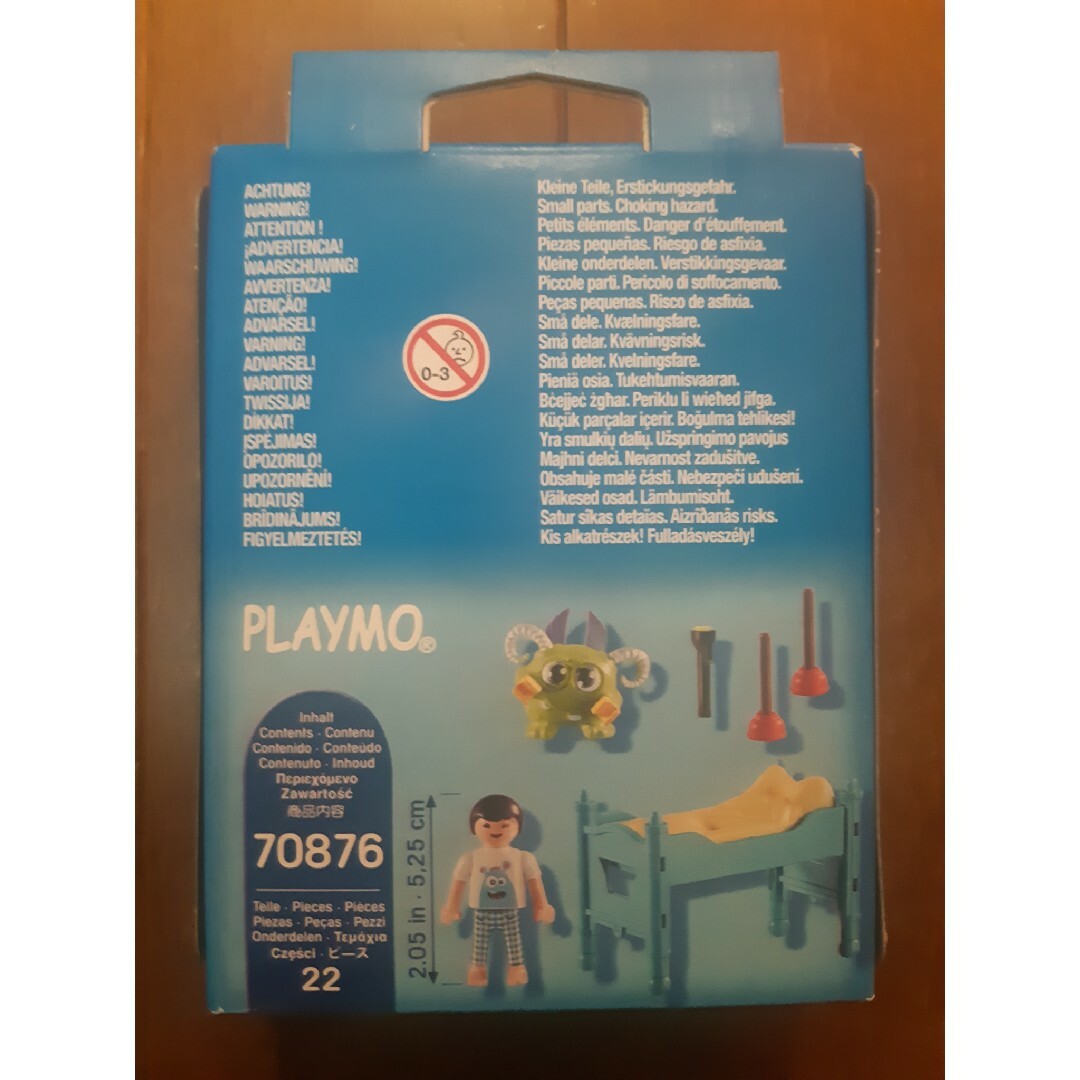 ACHTUNG!
WARNING!
ATTENTION !
¡ADVERTENCIA!
WAARSCHUWING!
AVVERTENZA!
ATENÇÃO!
ADVARSEL!
VARNING!
ADVARSEL!
VAROITUS!
TWISSIJA!
DİKKAT!
ĮSPĖJIMAS!
OPOZORILO!
UPOZORNĚNÍ!
HOIATUS!
BRĪDINĀJUMS!
FIGYELMEZTETÉS!
0-3
Kleine Teile, Erstickungsgefahr.
Small parts. Choking hazard.
Petits éléments. Danger d'étouffement.
Piezas pequeñas. Riesgo de asfixia.
Kleine onderdelen. Verstikkingsgevaar.
Piccole parti. Pericolo di soffocamento.
Peças pequenas. Risco de asfixia.
Små dele. Kvælningsfare.
Små delar. Kvävningsrisk.
Små deler. Kvelningsfare.
Pieniä osia. Tukehtumisvaaran.
Bċejjeċ żgħar. Periklu li wieħed jifga.
Küçük parçalar içerir. Boğulma tehlikesi!
Yra smulkių dalių. Užspringimo pavojus
Majhni delci. Nevarnost zadušitve.
Obsahuje malé části. Nebezpečí udušení.
Väikesed osad. Lämbumisoht.
Satur sīkas detaļas. Aizrīšanās risks.
Kis alkatrészek! Fulladásveszély!
PLAYMO®
Inhalt
Contents · Contenu
Contenido · Conteúdo
Contenuto · Inhoud
Περιεχόμενο
Zawartość
商品内容
70876
Teile · Pieces · Pièces
Piezas · Peças · Pezzi
Onderdelen · Τεμάχια
Części · ピース
22
2.05 in · 5,25 cm